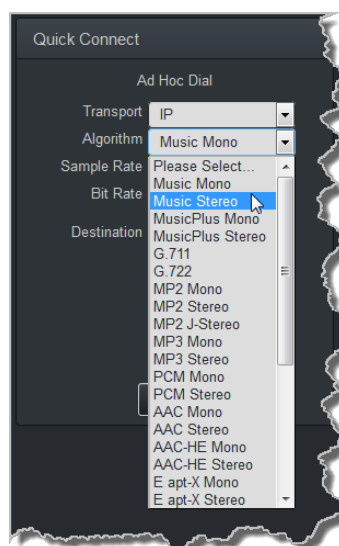 Quick Connect
Ad Hoc Dial
Transport IP
Algorithm Music Mono
Sample Rate Please Select...
Music Mono
Bit Rate Music Stereo
MusicPlus Mono
Destination MusicPlus Stereo
G.711
G.722
MP2 Mono
MP2 Stereo
MP2 J-Stereo
MP3 Mono
MP3 Stereo
PCM Mono
PCM Stereo
AAC Mono
AAC Stereo
AAC-HE Mono
AAC-HE Stereo
E apt-X Mono
E apt-X Stereo